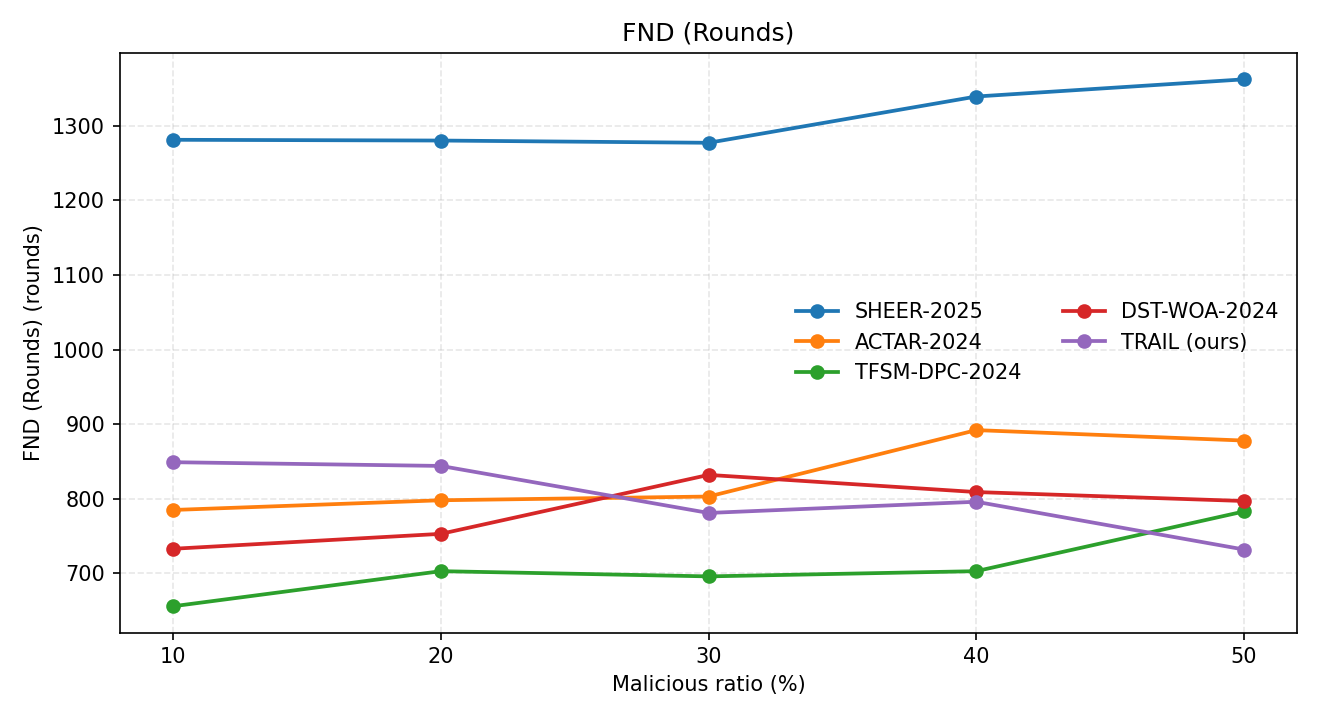 FND (Rounds)
FND (Rounds) (rounds)
1300
1200
1100
1000
900
800
700
SHEER-2025
ACTAR-2024
TFSM-DPC-2024
DST-WOA-2024
TRAIL (ours)
10 20 30 40 50
Malicious ratio (%)